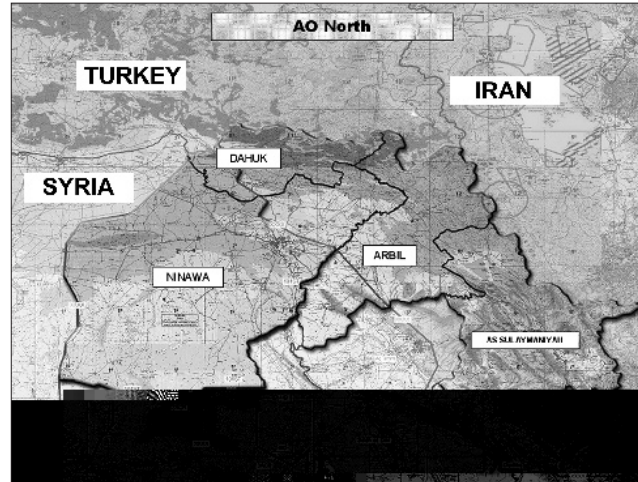 AO North
TURKEY
IRAN
DAHUK
SYRIA
ARBIL
NINAWA
AS SULAYMANIYAH